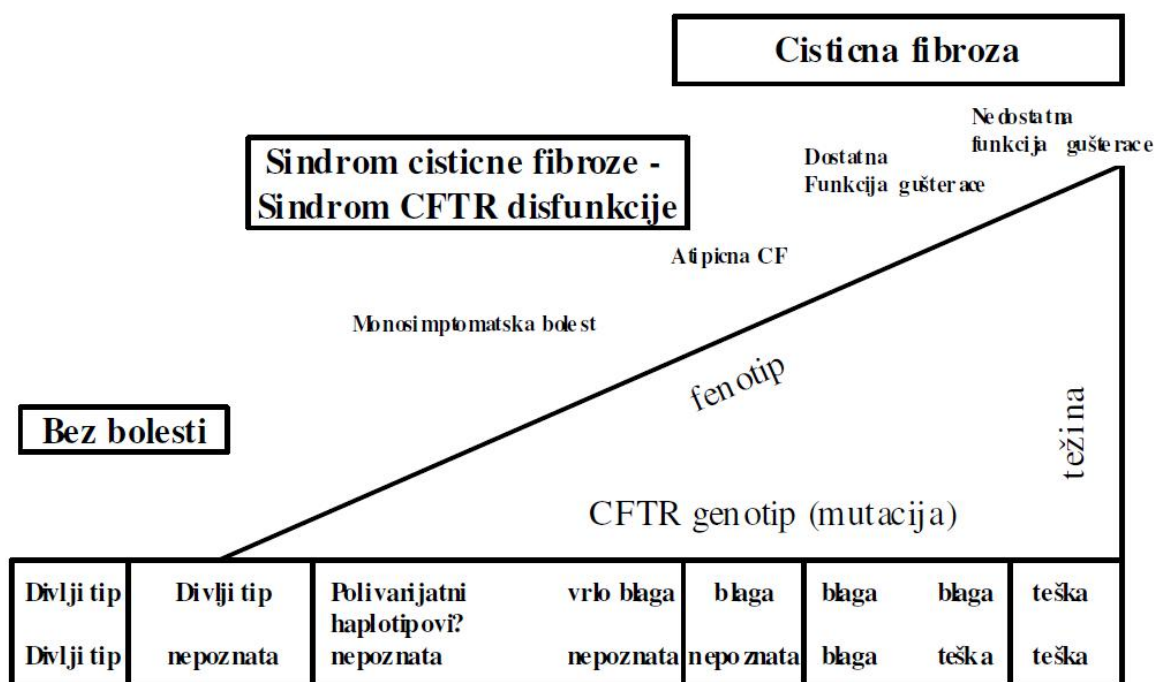 Cisticna fibroza
Nedostatna
funkcija gušterace
Dostatna
Funkcija gušterace
Sindrom cisticne fibroze -
Sindrom CFTR disfunkcije
Atipicna CF
Monosimptomatska bolest
fenotip
težina
Bez bolesti
CFTR genotip (mutacija)
Divlji tip
Divlji tip
Divlji tip
nepoznata
Polivarijatni
haplotipovi?
nepoznata
vrlo blaga
nepoznata
blaga
nepoznata
blaga
blaga
blaga
teška
teška
teška